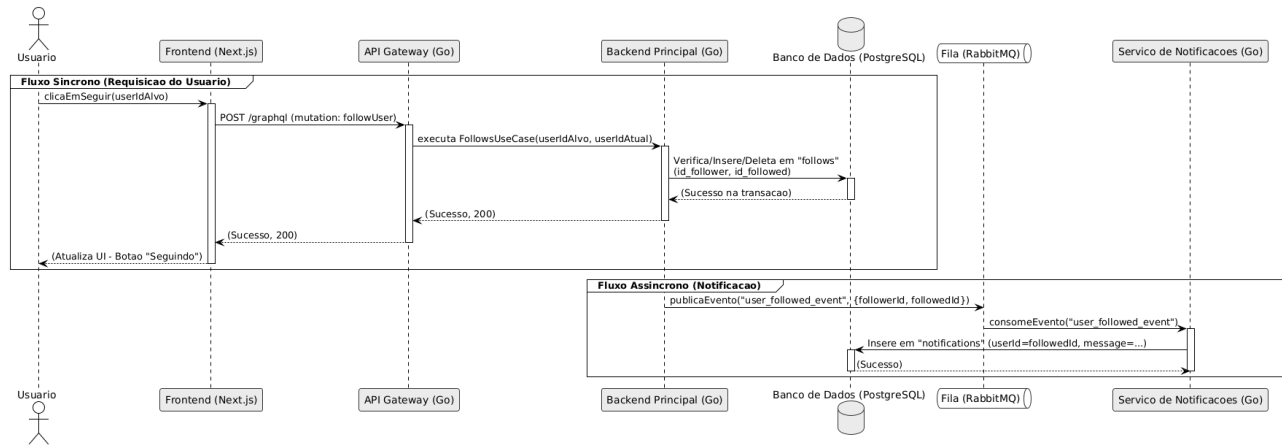 Usuario
Frontend (Next.js)
API Gateway (Go)
Backend Principal (Go)
Banco de Dados (PostgreSQL)
Fila (RabbitMQ)
Servico de Notificacoes (Go)
Fluxo Sincrono (Requisicao do Usuario)
clicaEmSeguir(userIdAlvo)
POST /graphql (mutation: followUser)
executa FollowsUseCase(userIdAlvo, userIdAtual)
Verifica/Insere/Deleta em "follows"
(id_follower, id_followed)
(Sucesso na transacao)
(Sucesso, 200)
(Sucesso, 200)
(Atualiza UI - Botao "Seguindo")
Fluxo Assincrono (Notificacao)
publicaEvento("user_followed_event", {followerId, followedId})
consomeEvento("user_followed_event")
Insere em "notifications" (userId=followedId, message=...)
(Sucesso)
Usuario
Frontend (Next.js)
API Gateway (Go)
Backend Principal (Go)
Banco de Dados (PostgreSQL)
Fila (RabbitMQ)
Servico de Notificacoes (Go)